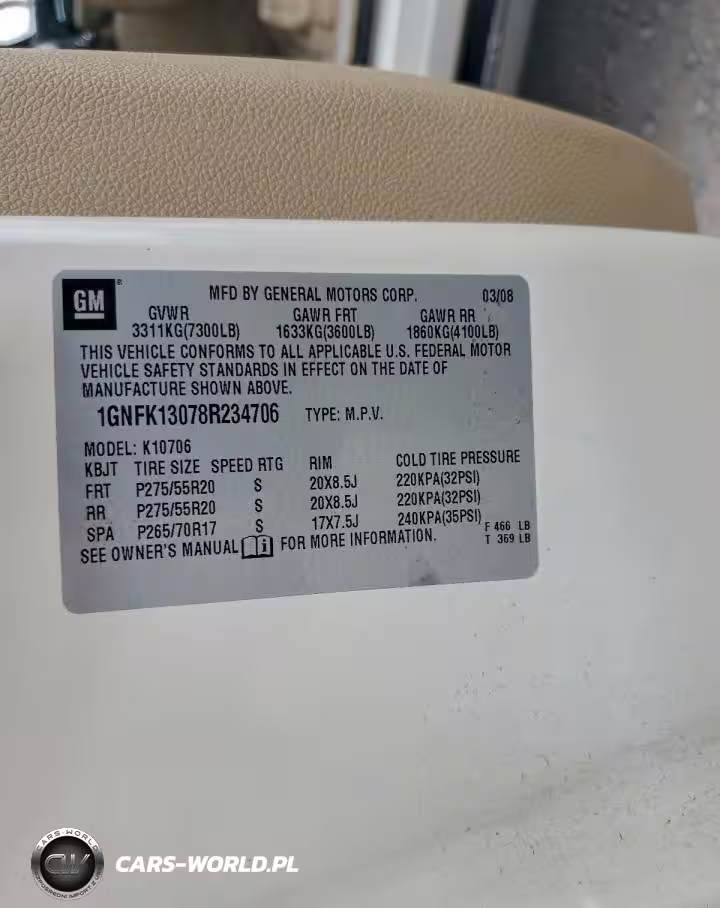 GM
MFD BY GENERAL MOTORS CORP. 03/08
GVWR GAWR FRT GAWR RR
3311KG(7300LB) 1633KG(3600LB) 1860KG(4100LB)
THIS VEHICLE CONFORMS TO ALL APPLICABLE U.S. FEDERAL MOTOR
VEHICLE SAFETY STANDARDS IN EFFECT ON THE DATE OF
MANUFACTURE SHOWN ABOVE.
1GNFK13078R234706 TYPE: M.P.V.
MODEL: K10706
KBJT TIRE SIZE SPEED RTG RIM COLD TIRE PRESSURE
FRT P275/55R20 S 20X8.5J 220KPA(32PSI)
RR P275/55R20 S 20X8.5J 220KPA(32PSI)
SPA P265/70R17 S 17X7.5J 240KPA(35PSI)
F 466 LB
T 369 LB
SEE OWNER'S MANUAL FOR MORE INFORMATION.
CARS-WORLD
CW
CARS-WORLD.PL